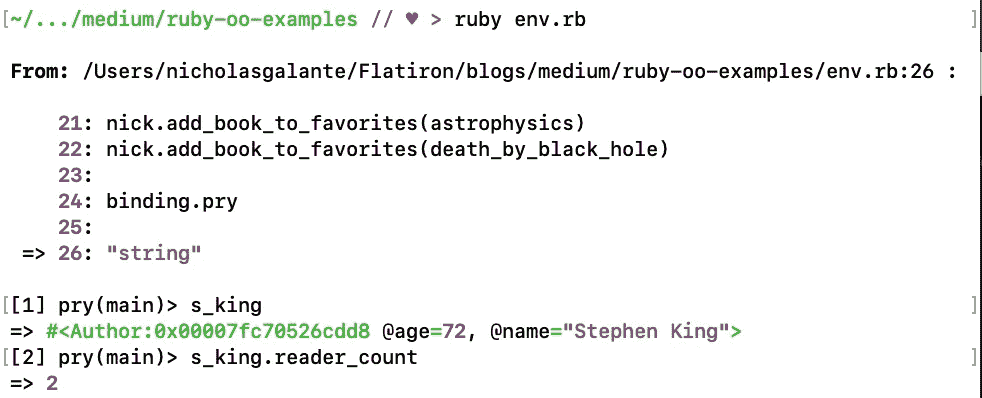 [~/.../medium/ruby-oo-examples // ♥ > ruby env.rb ]
From: /Users/nicholasgalante/Flatiron/blogs/medium/ruby-oo-examples/env.rb:26 :
21: nick.add_book_to_favorites(astrophysics)
22: nick.add_book_to_favorites(death_by_black_hole)
23:
24: binding.pry
25:
=> 26: "string"
[[1] pry(main)> s_king ]
=> #<Author:0x00007fc70526cdd8 @age=72, @name="Stephen King">
[[2] pry(main)> s_king.reader_count ]
=> 2